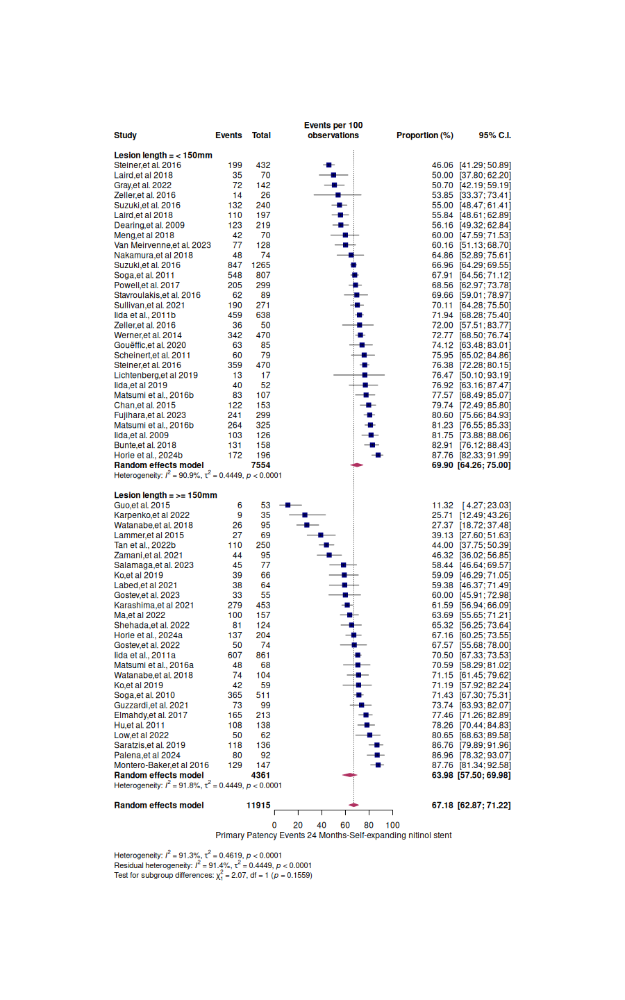 Events per 100
Study Events Total observations Proportion (%) 95% C.I.
Lesion length = < 150mm
Steiner,et al. 2016 199 432 46.06 [41.29; 50.89]
Laird,et al 2018 35 70 50.00 [37.80; 62.20]
Gray,et al. 2022 72 142 50.70 [42.19; 59.19]
Zeller,et al. 2016 14 26 53.85 [33.37; 73.41]
Suzuki,et al. 2016 132 240 55.00 [48.47; 61.41]
Laird,et al. 2018 110 197 55.84 [48.61; 62.89]
Dearing,et al. 2009 123 219 56.16 [49.32; 62.84]
Meng,et al 2018 42 70 60.00 [47.59; 71.53]
Van Meirvenne,et al. 2023 77 128 60.16 [51.13; 68.70]
Nakamura,et al 2018 48 74 64.86 [52.89; 75.61]
Suzuki,et al. 2016 847 1265 66.96 [64.29; 69.55]
Soga,et al. 2011 548 807 67.91 [64.56; 71.12]
Powell,et al. 2017 205 299 68.56 [62.97; 73.78]
Stavroulakis,et al. 2016 62 89 69.66 [59.01; 78.97]
Sullivan,et al. 2021 190 271 70.11 [64.28; 75.50]
Iida et al., 2011b 459 638 71.94 [68.28; 75.40]
Zeller,et al. 2016 36 50 72.00 [57.51; 83.77]
Werner,et al. 2014 342 470 72.77 [68.50; 76.74]
Gouëffic,et al. 2020 63 85 74.12 [63.48; 83.01]
Scheinert,et al. 2011 60 79 75.95 [65.02; 84.86]
Steiner,et al. 2016 359 470 76.38 [72.28; 80.15]
Lichtenberg,et al 2019 13 17 76.47 [50.10; 93.19]
Iida,et al 2019 40 52 76.92 [63.16; 87.47]
Matsumi et al., 2016b 83 107 77.57 [68.49; 85.07]
Chan,et al. 2015 122 153 79.74 [72.49; 85.80]
Fujihara,et al. 2023 241 299 80.60 [75.66; 84.93]
Matsumi et al., 2016b 264 325 81.23 [76.55; 85.33]
Iida,et al. 2009 103 126 81.75 [73.88; 88.06]
Bunte,et al. 2018 131 158 82.91 [76.12; 88.43]
Horie et al., 2024b 172 196 87.76 [82.33; 91.99]
Random effects model 7554 69.90 [64.26; 75.00]
Heterogeneity: I² = 90.9%, τ² = 0.4449, p < 0.0001
Lesion length = >= 150mm
Guo,et al. 2015 6 53 11.32 [ 4.27; 23.03]
Karpenko,et al 2022 9 35 25.71 [12.49; 43.26]
Watanabe,et al. 2018 26 95 27.37 [18.72; 37.48]
Lammer,et al 2015 27 69 39.13 [27.60; 51.63]
Tan et al., 2022b 110 250 44.00 [37.75; 50.39]
Zamani,et al. 2021 44 95 46.32 [36.02; 56.85]
Salamaga,et al. 2023 45 77 58.44 [46.64; 69.57]
Ko,et al 2019 39 66 59.09 [46.29; 71.05]
Labed,et al 2021 38 64 59.38 [46.37; 71.49]
Gostev,et al. 2023 33 55 60.00 [45.91; 72.98]
Karashima,et al 2021 279 453 61.59 [56.94; 66.09]
Ma,et al 2022 100 157 63.69 [55.65; 71.21]
Shehada,et al. 2022 81 124 65.32 [56.25; 73.64]
Horie et al., 2024a 137 204 67.16 [60.25; 73.55]
Gostev,et al. 2022 50 74 67.57 [55.68; 78.00]
Iida et al., 2011a 607 861 70.50 [67.33; 73.53]
Matsumi et al., 2016a 48 68 70.59 [58.29; 81.02]
Watanabe,et al. 2018 74 104 71.15 [61.45; 79.62]
Ko,et al 2019 42 59 71.19 [57.92; 82.24]
Soga,et al. 2010 365 511 71.43 [67.30; 75.31]
Guzzardi,et al. 2021 73 99 73.74 [63.93; 82.07]
Elmahdy,et al. 2017 165 213 77.46 [71.26; 82.89]
Hu,et al. 2011 108 138 78.26 [70.44; 84.83]
Low,et al 2022 50 62 80.65 [68.63; 89.58]
Saratzis,et al. 2019 118 136 86.76 [79.89; 91.96]
Palena,et al 2024 80 92 86.96 [78.32; 93.07]
Montero-Baker,et al 2016 129 147 87.76 [81.34; 92.58]
Random effects model 4361 63.98 [57.50; 69.98]
Heterogeneity: I² = 91.8%, τ² = 0.4449, p < 0.0001
Random effects model 11915 67.18 [62.87; 71.22]
0 20 40 60 80 100
Primary Patency Events 24 Months-Self-expanding nitinol stent
Heterogeneity: I² = 91.3%, τ² = 0.4619, p < 0.0001
Residual heterogeneity: I² = 91.4%, τ² = 0.4449, p < 0.0001
Test for subgroup differences: χ²₁ = 2.07, df = 1 (p = 0.1559)